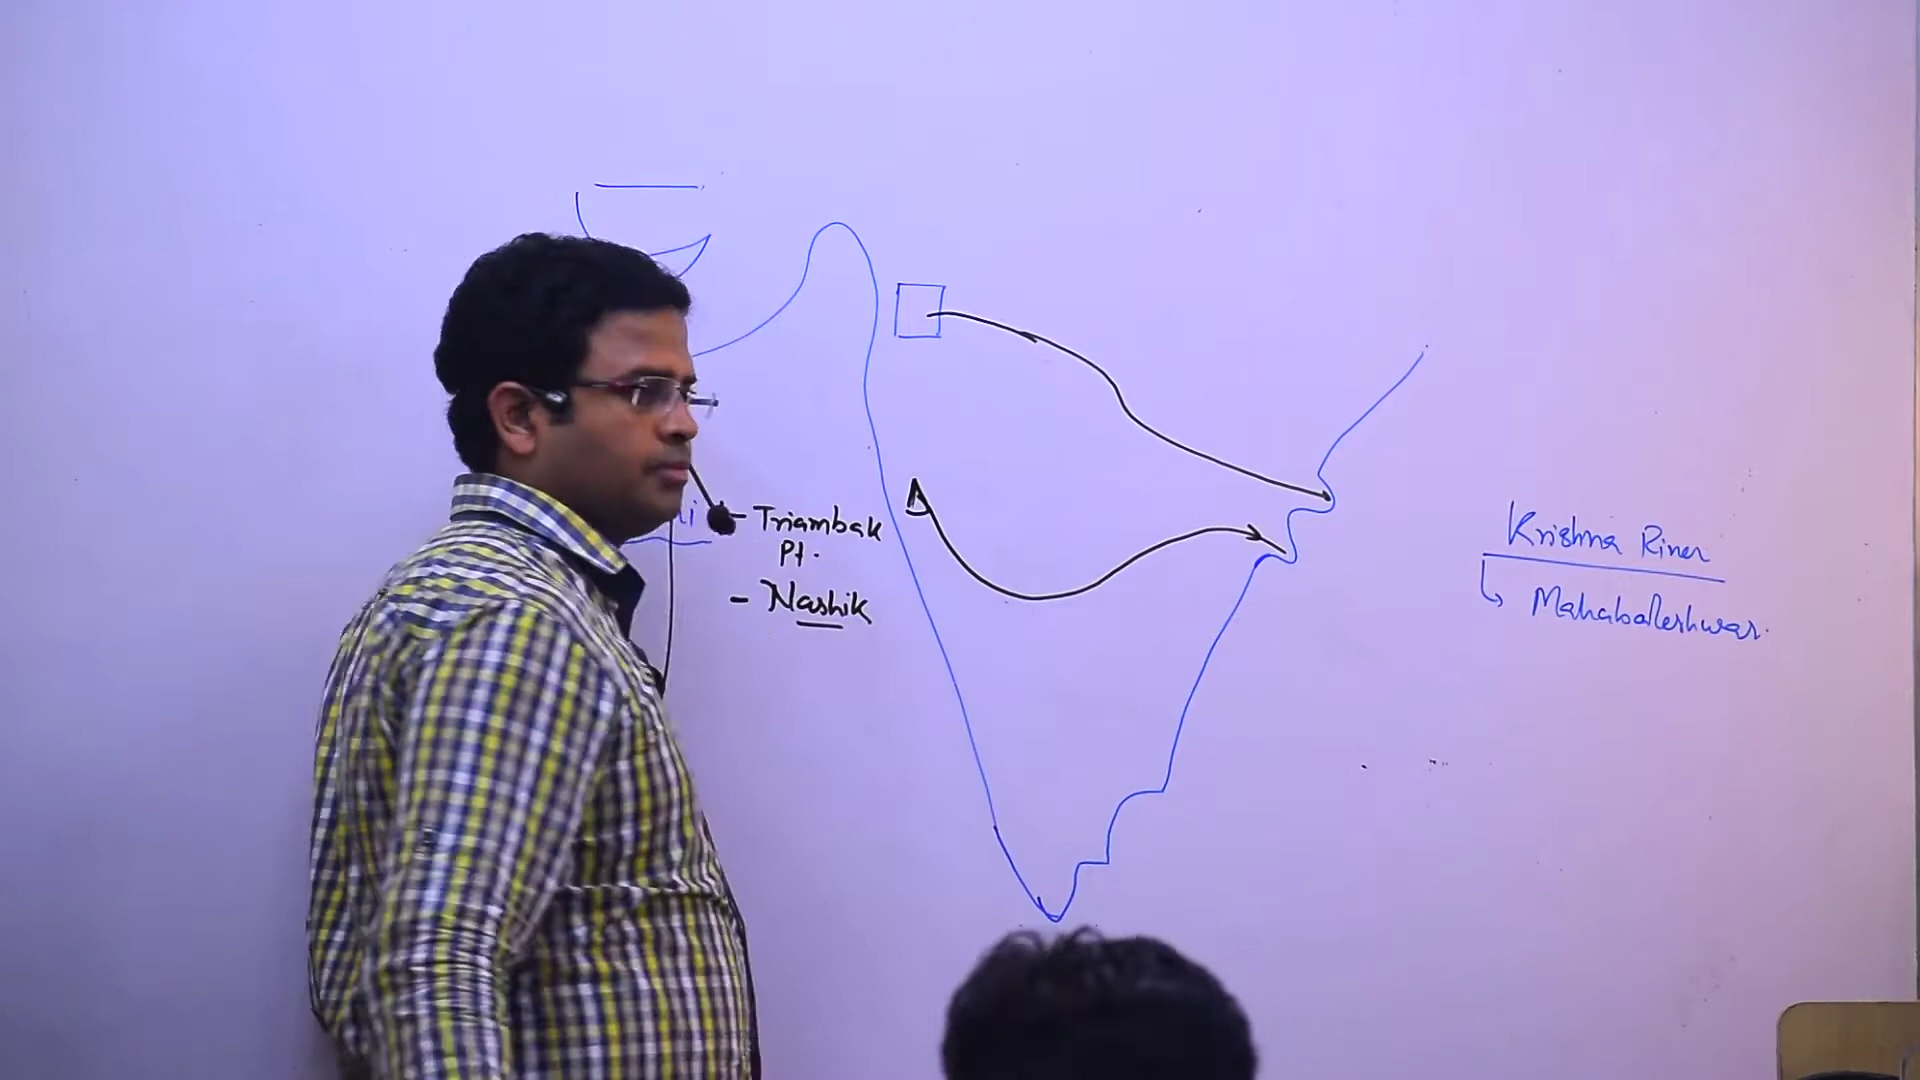 - Triambak
Pt.
- Nashik
Krishna River
Mahabaleshwar.